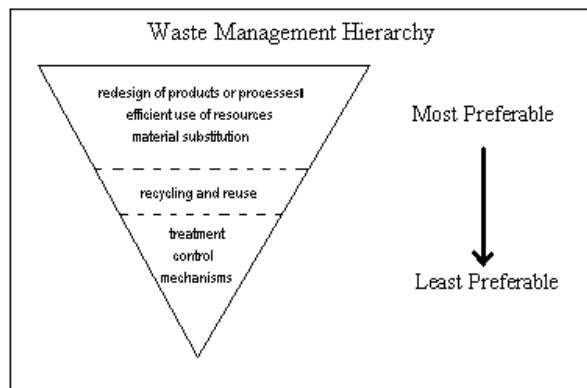 Waste Management Hierarchy
redesign of products or processes
efficient use of resources
material substitution
recycling and reuse
treatment
control
mechanisms
Most Preferable
Least Preferable